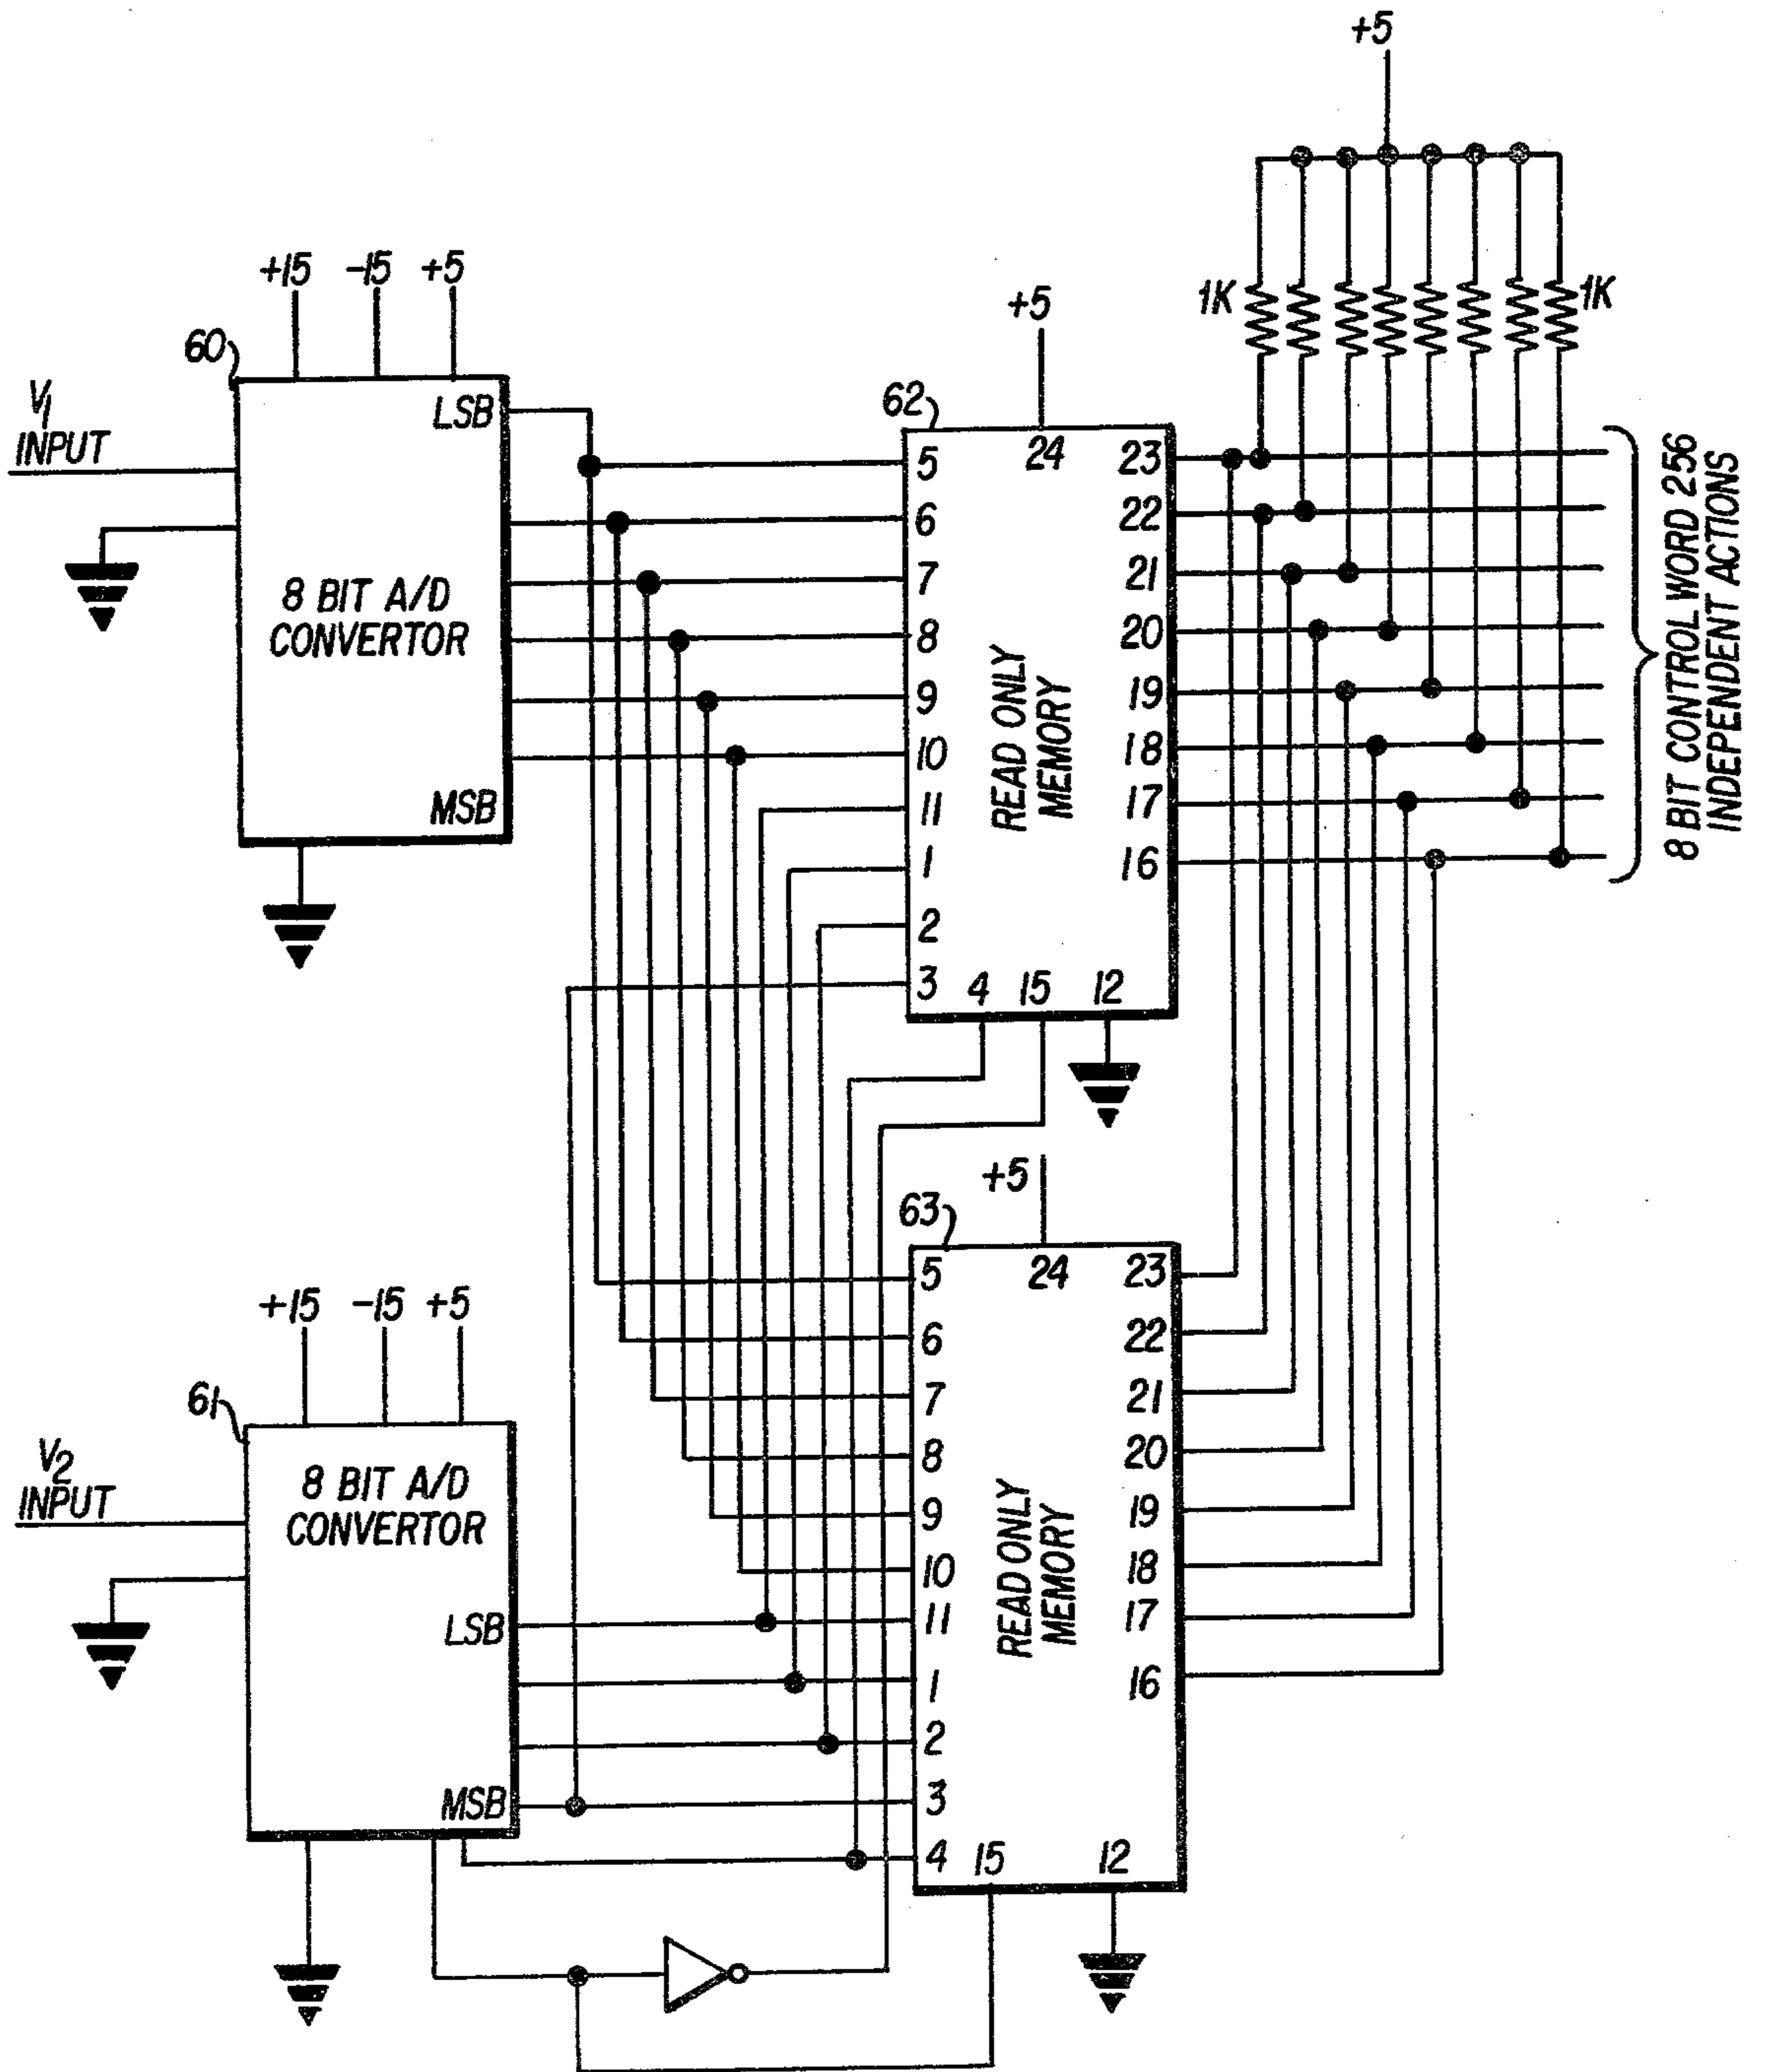 +5
+15 -15 +5
60
V1
INPUT
LSB
8 BIT A/D
CONVERTOR
MSB
+5
62
24
5
6
7
8
9
10
11
1
2
3
4 15 12
READ ONLY
MEMORY
23
22
21
20
19
18
17
16
1K
1K
8 BIT CONTROL WORD 256
INDEPENDENT ACTIONS
+15 -15 +5
61
V2
INPUT
8 BIT A/D
CONVERTOR
LSB
MSB
+5
63
24
5
6
7
8
9
10
11
1
2
3
4
15 12
READ ONLY
MEMORY
23
22
21
20
19
18
17
16